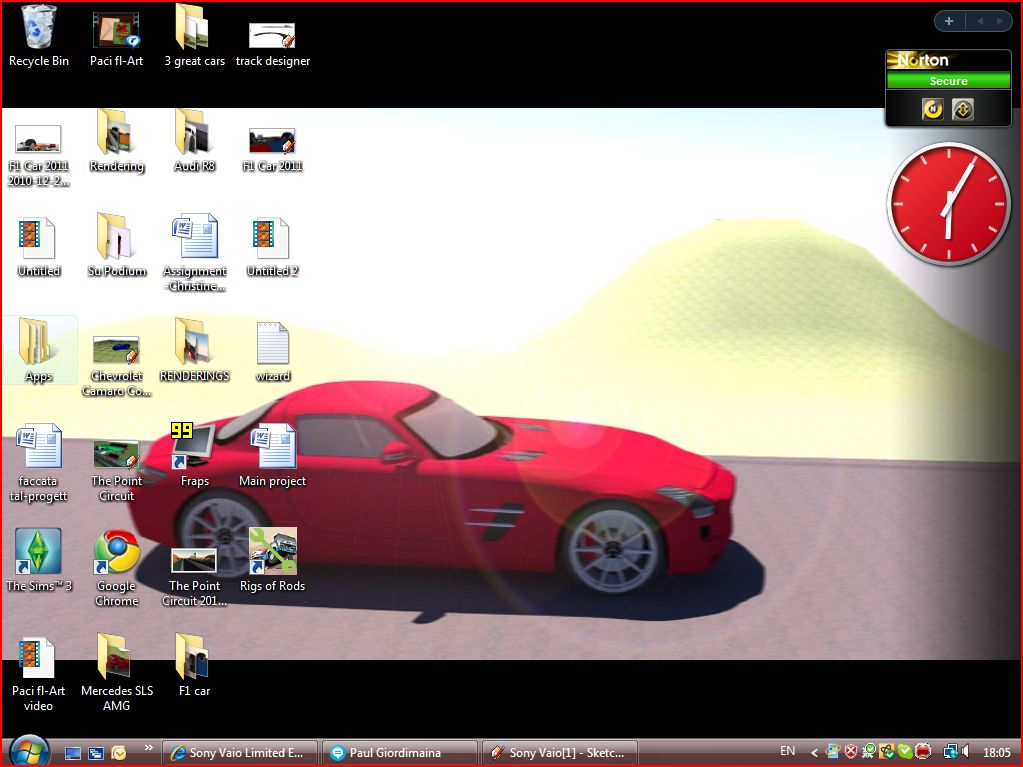 Recycle Bin
Paci fl-Art
3 great cars
track designer
Norton
Secure
N
F1 Car 2011
2010-12-2...
Rendering
Audi R8
F1 Car 2011
Untitled
Su Podium
Assignment
-Christine...
Untitled 2
Apps
Chevrolet
Camaro Co...
RENDERINGS
wizard
faccata
tal-progett
The Point
Circuit
99
Fraps
Main project
The Sims™ 3
Google
Chrome
The Point
Circuit 201...
Rigs of Rods
Paci fl-Art
video
Mercedes SLS
AMG
F1 car
Sony Vaio Limited E...
Paul Giordimaina
Sony Vaio[1] - Sketc...
EN
18:05